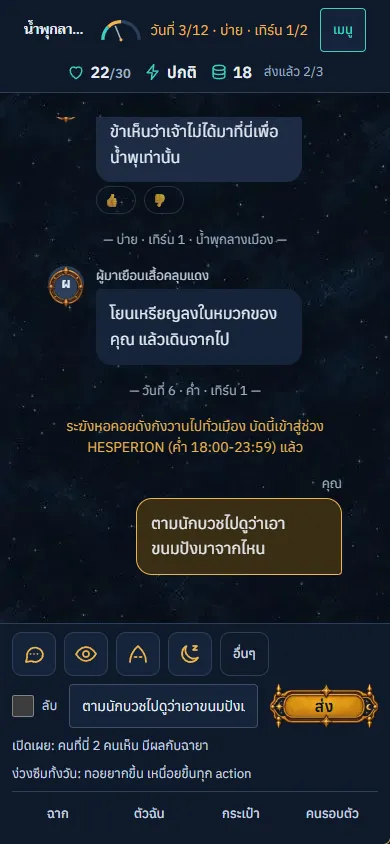 น้ำพุกลา...
วันที่ 3/12 · บ่าย · เทิร์น 1/2
เมนู
22/30 ปกติ 18 ส่งแล้ว 2/3
ข้าเห็นว่าเจ้าไม่ได้มาที่นี่เพื่อ
น้ำพุเท่านั้น
— บ่าย · เทิร์น 1 · น้ำพุกลางเมือง —
ผ
ผู้มาเยือนเสื้อคลุมแดง
โยนเหรียญลงในหมวกของ
คุณ แล้วเดินจากไป
— วันที่ 6 · ค่ำ · เทิร์น 1 —
ระฆังหอคอยดังกังวานไปทั่วเมือง บัดนี้เข้าสู่ช่วง
HESPERION (ค่ำ 18:00-23:59) แล้ว
คุณ
ตามนักบวชไปดูว่าเอา
ขนมปังมาจากไหน
อื่นๆ
ลับ
ตามนักบวชไปดูว่าเอาขนมปังเ
ส่ง
เปิดเผย: คนที่นี่ 2 คนเห็น มีผลกับฉายา
ง่วงซึมทั้งวัน: ทอยยากขึ้น เหนื่อยขึ้นทุก action
ฉาก ตัวฉัน กระเป๋า คนรอบตัว